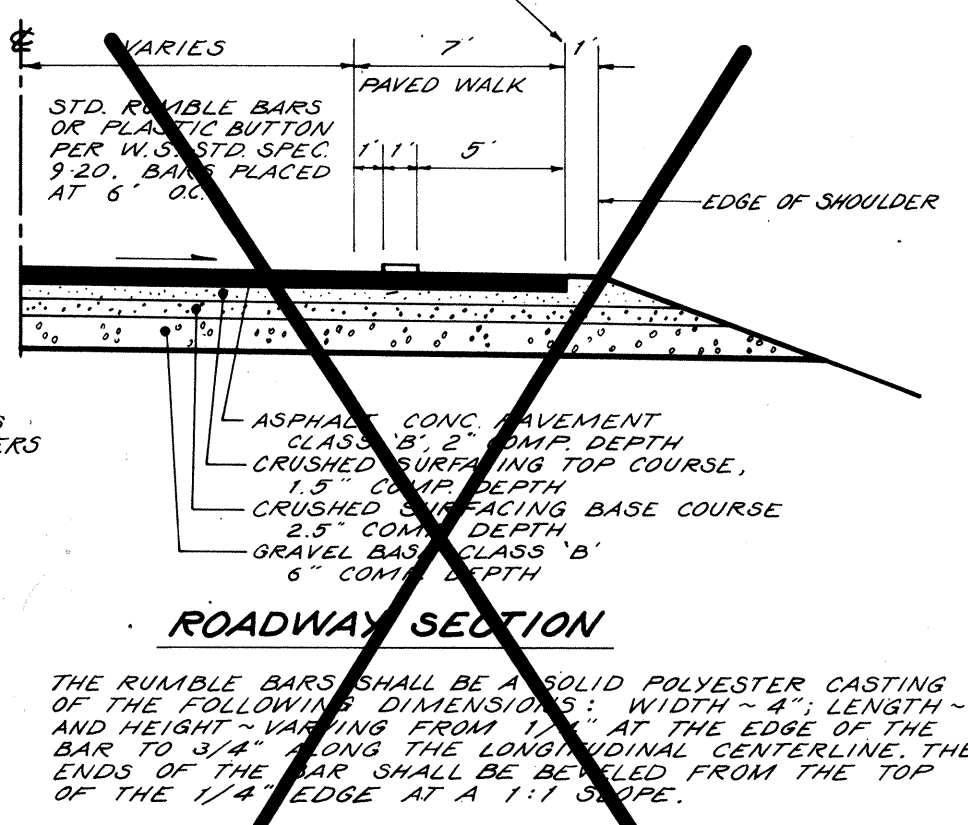 ℄
VARIES
7'
1'
PAVED WALK
STD. RUMBLE BARS
OR PLASTIC BUTTON
PER W.S. STD. SPEC.
9-20. BARS PLACED
AT 6' O.C.
1' 1' 5'
EDGE OF SHOULDER
ERS
ASPHALT CONC. PAVEMENT
CLASS 'B', 2" COMP. DEPTH
CRUSHED SURFACING TOP COURSE,
1.5" COMP. DEPTH
CRUSHED SURFACING BASE COURSE
2.5" COMP. DEPTH
GRAVEL BASE CLASS 'B'
6" COMP. DEPTH
ROADWAY SECTION
THE RUMBLE BARS SHALL BE A SOLID POLYESTER CASTING
OF THE FOLLOWING DIMENSIONS: WIDTH ~ 4"; LENGTH ~
AND HEIGHT ~ VARYING FROM 1/4" AT THE EDGE OF THE
BAR TO 3/4" ALONG THE LONGITUDINAL CENTERLINE. THE
ENDS OF THE BAR SHALL BE BEVELED FROM THE TOP
OF THE 1/4" EDGE AT A 1:1 SLOPE.